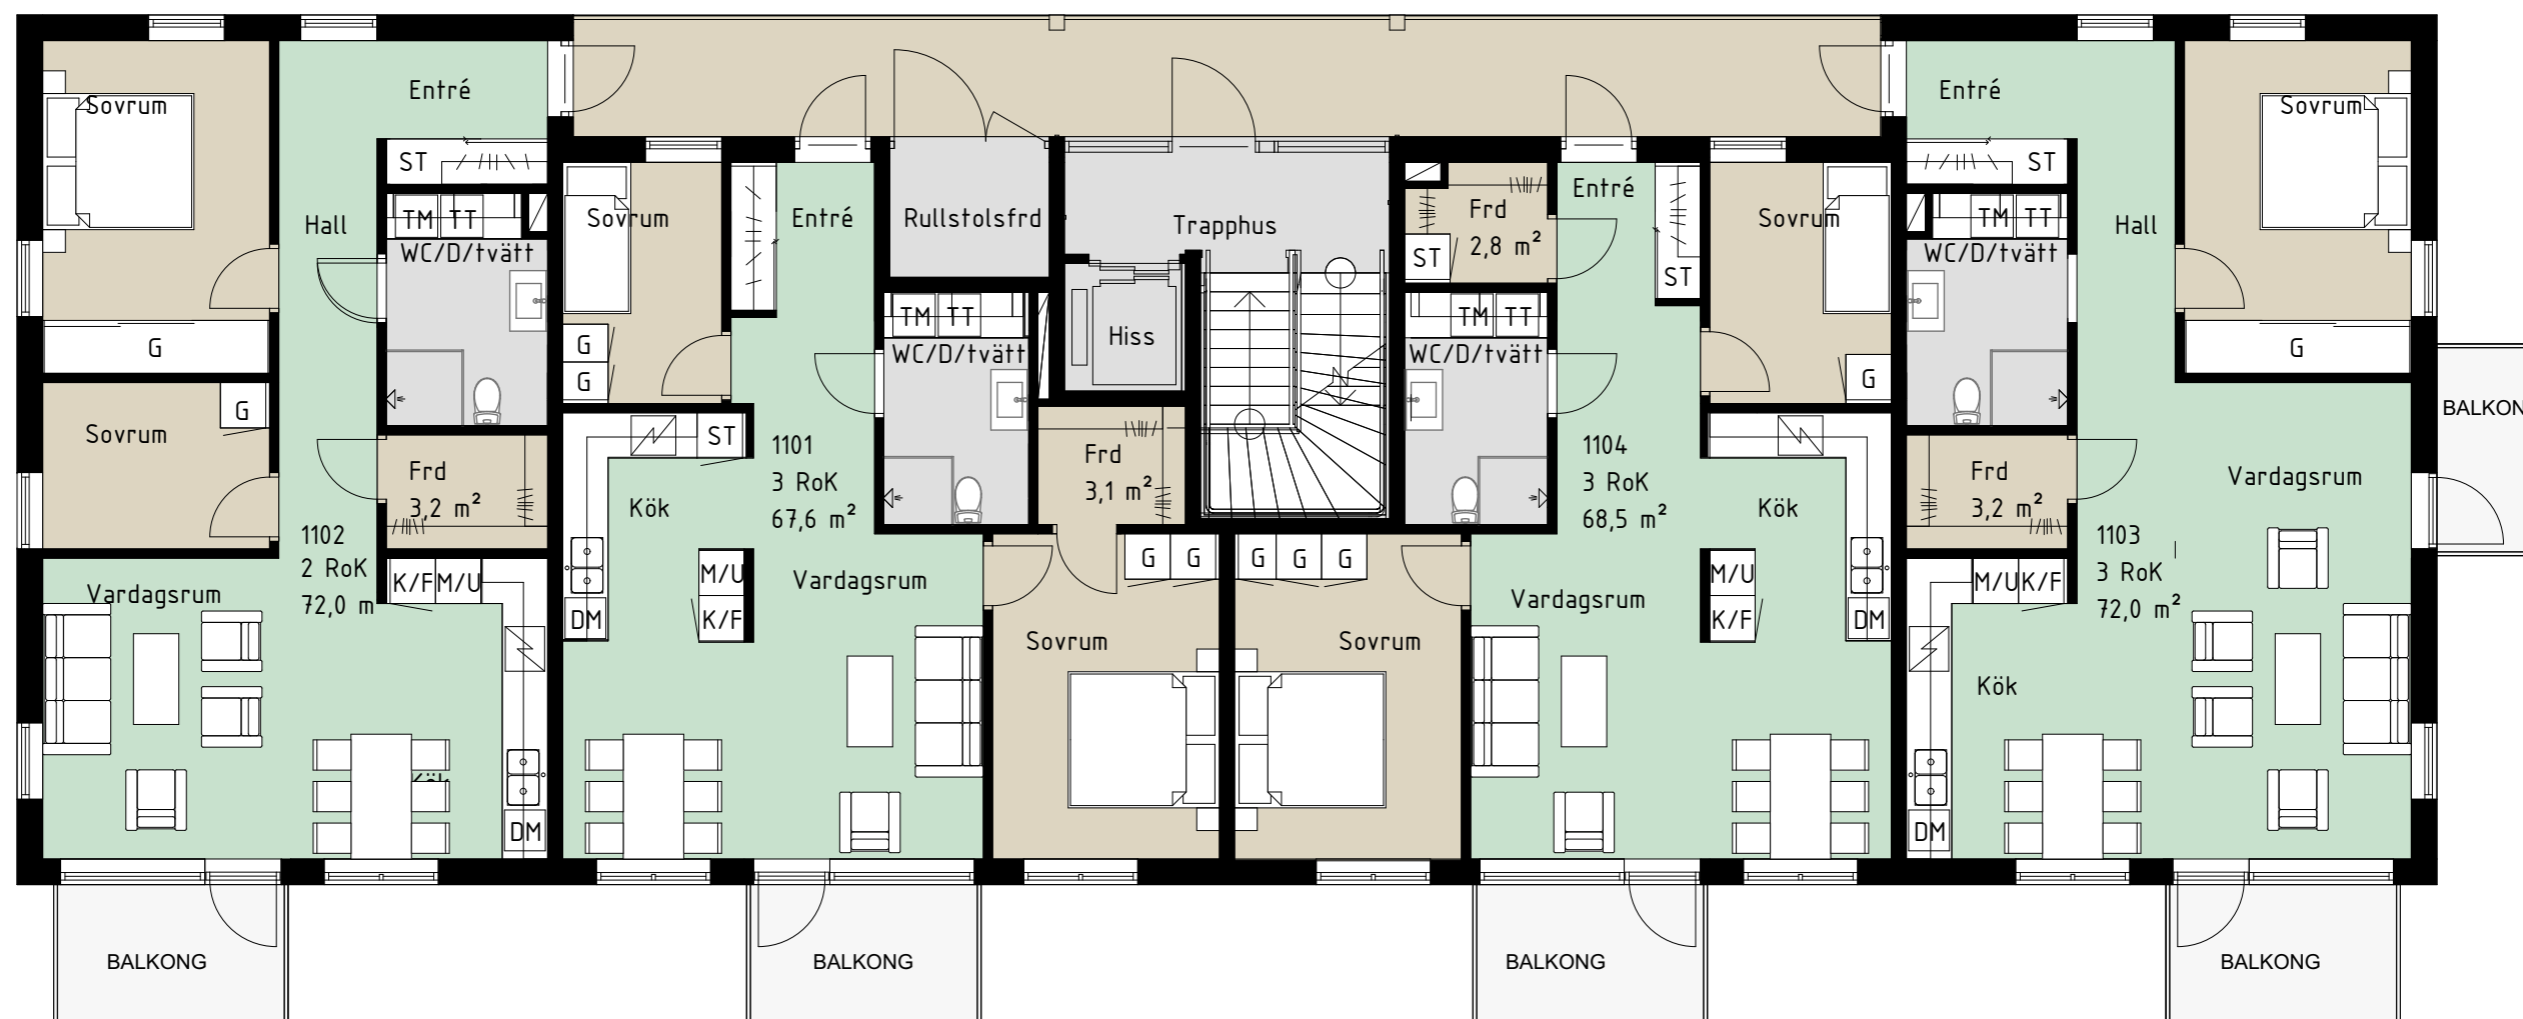 Sovrum
Entré
ST
Hall
TM TT
WC/D/tvätt
G
Sovrum
G
Frd
3,2 m²
1102
2 RoK
72,0 m
Vardagsrum
K/F M/U
DM
BALKONG
Sovrum
Entré
G
G
TM TT
WC/D/tvätt
ST
Kök
1101
3 RoK
67,6 m²
Frd
3,1 m²
M/U
K/F
DM
Vardagsrum
G G
Sovrum
BALKONG
Rullstolsfrd
Trapphus
Hiss
Frd
2,8 m²
ST
Entré
ST
Sovrum
G
TM TT
WC/D/tvätt
1104
3 RoK
68,5 m²
Kök
G G G
Sovrum
Vardagsrum
M/U
K/F
DM
BALKONG
Entré
ST
Sovrum
Hall
TM TT
WC/D/tvätt
G
Frd
3,2 m²
1103
3 RoK
72,0 m²
Vardagsrum
M/U K/F
Kök
DM
BALKON
BALKONG